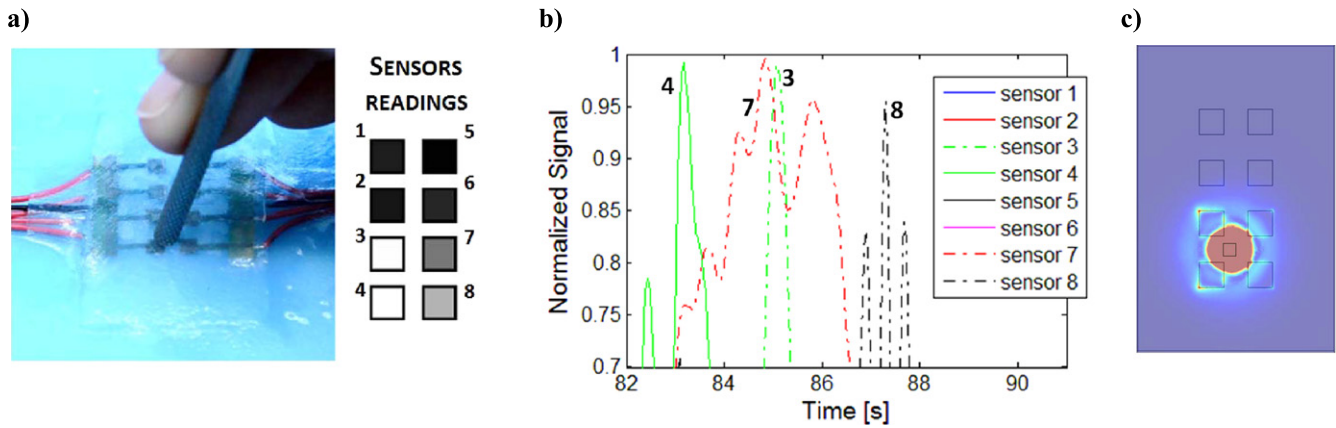 a)
SENSORS
READINGS
1
5
2
6
3
7
4
8
b)
Normalized Signal
1
0.95
0.9
0.85
0.8
0.75
0.7
82
84
86
88
90
Time [s]
4
7
3
8
sensor 1
sensor 2
sensor 3
sensor 4
sensor 5
sensor 6
sensor 7
sensor 8
c)